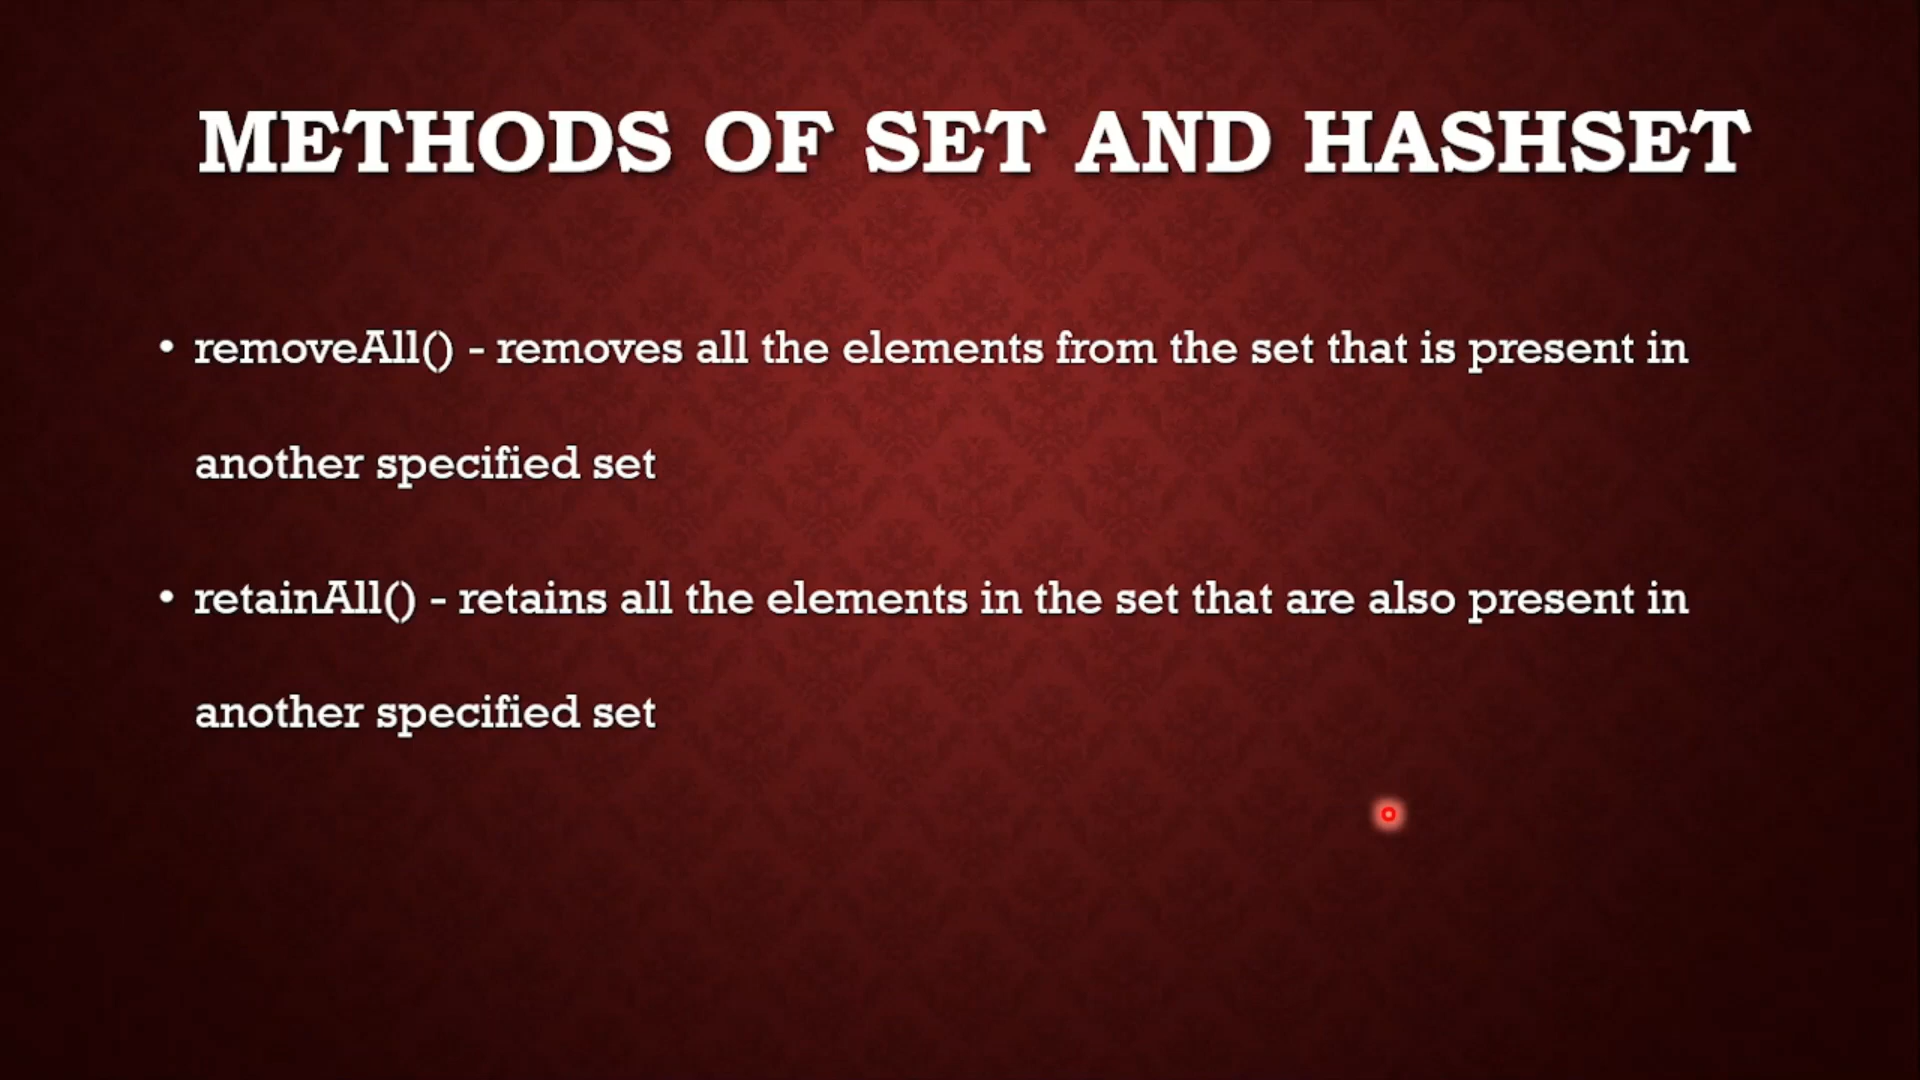 METHODS OF SET AND HASHSET
• removeAll() - removes all the elements from the set that is present in
another specified set
• retainAll() - retains all the elements in the set that are also present in
another specified set